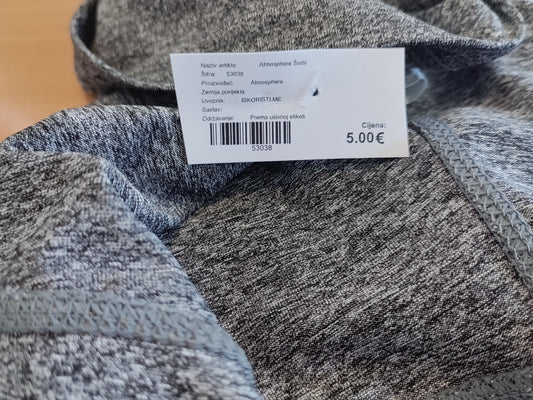 Naziv artikla: Atmosphere Šorts
Šifra: 53038
Proizvođač: Atmosphere
Zemlja porijekla:
Uvoznik: ISKORISTI.ME
Sastav:
Održavanje: Prema ušivnoj etiketi
53038
Cijena:
5.00€